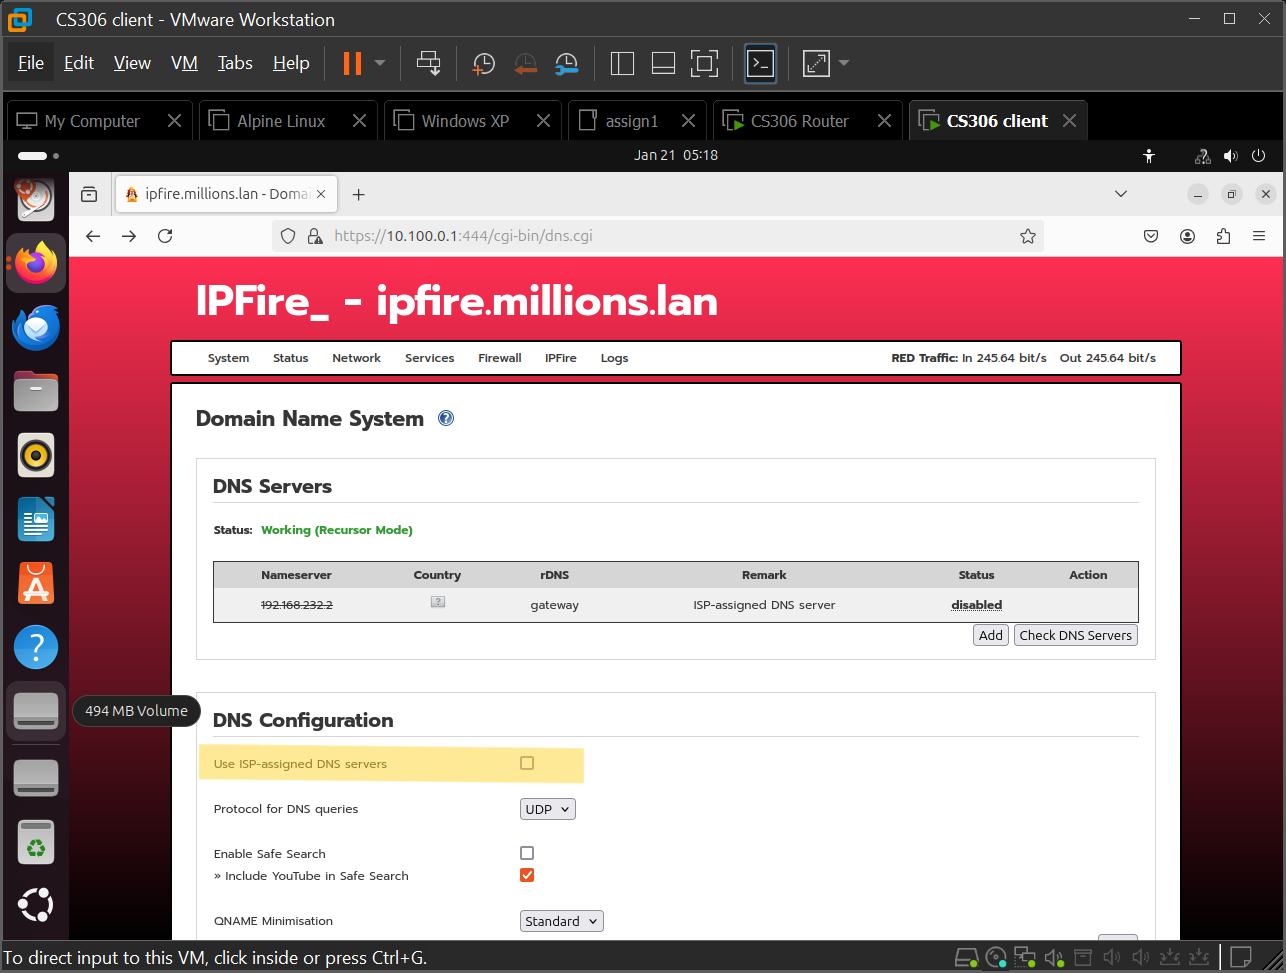 CS306 client - VMware Workstation
File Edit View VM Tabs Help
My Computer Alpine Linux Windows XP assign1 CS306 Router CS306 client
Jan 21 05:18
ipfire.millions.lan - Doma
https://10.100.0.1:444/cgi-bin/dns.cgi
IPFire_ - ipfire.millions.lan
System Status Network Services Firewall IPFire Logs RED Traffic: In 245.64 bit/s Out 245.64 bit/s
Domain Name System
DNS Servers
Status: Working (Recursor Mode)
Nameserver Country rDNS Remark Status Action
192.168.232.2 gateway ISP-assigned DNS server disabled
Add Check DNS Servers
494 MB Volume
DNS Configuration
Use ISP-assigned DNS servers
Protocol for DNS queries UDP
Enable Safe Search
» Include YouTube in Safe Search
QNAME Minimisation Standard
To direct input to this VM, click inside or press Ctrl+G.